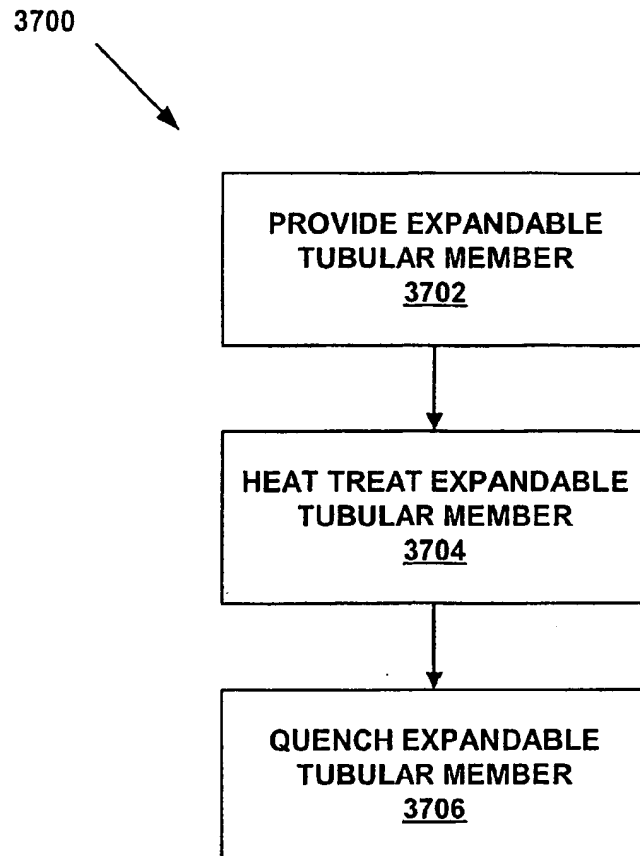 3700
PROVIDE EXPANDABLE
TUBULAR MEMBER
3702
HEAT TREAT EXPANDABLE
TUBULAR MEMBER
3704
QUENCH EXPANDABLE
TUBULAR MEMBER
3706